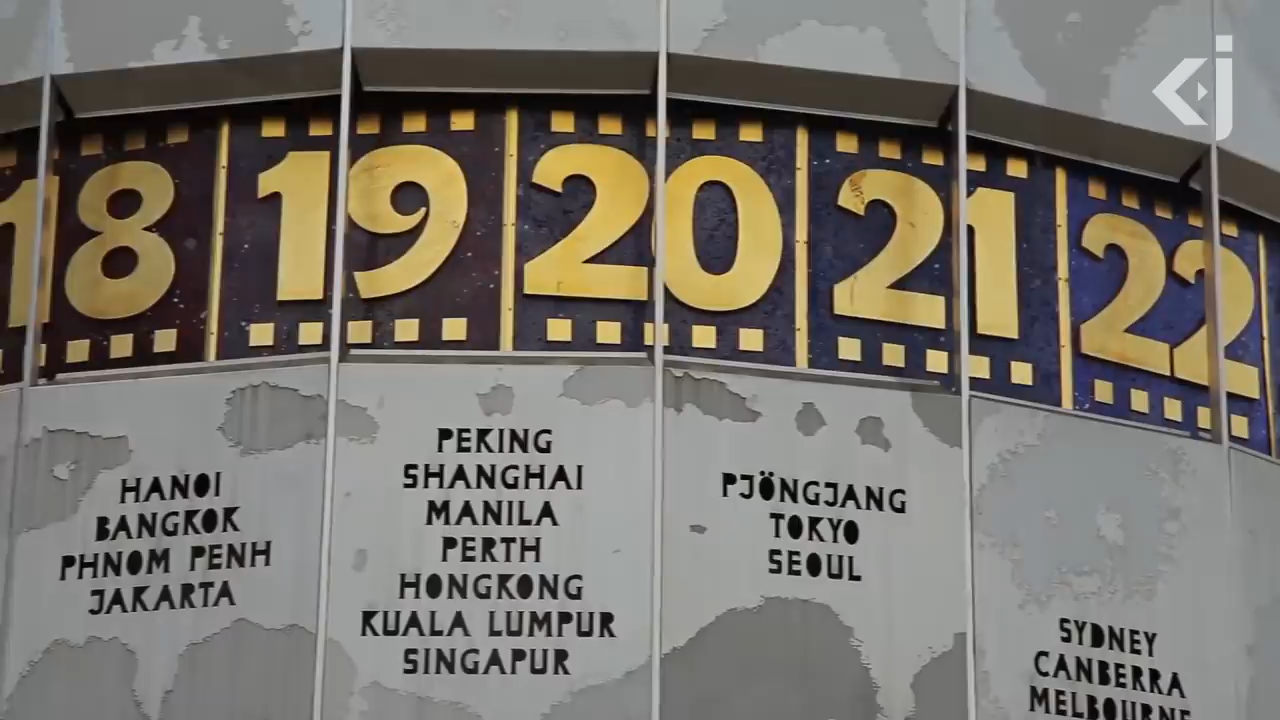 18 19 20 21 22
HANOI
BANGKOK
PHNOM PENH
JAKARTA
PEKING
SHANGHAI
MANILA
PERTH
HONGKONG
KUALA LUMPUR
SINGAPUR
PJÖNGJANG
TOKYO
SEOUL
SYDNEY
CANBERRA
MELBOURNE